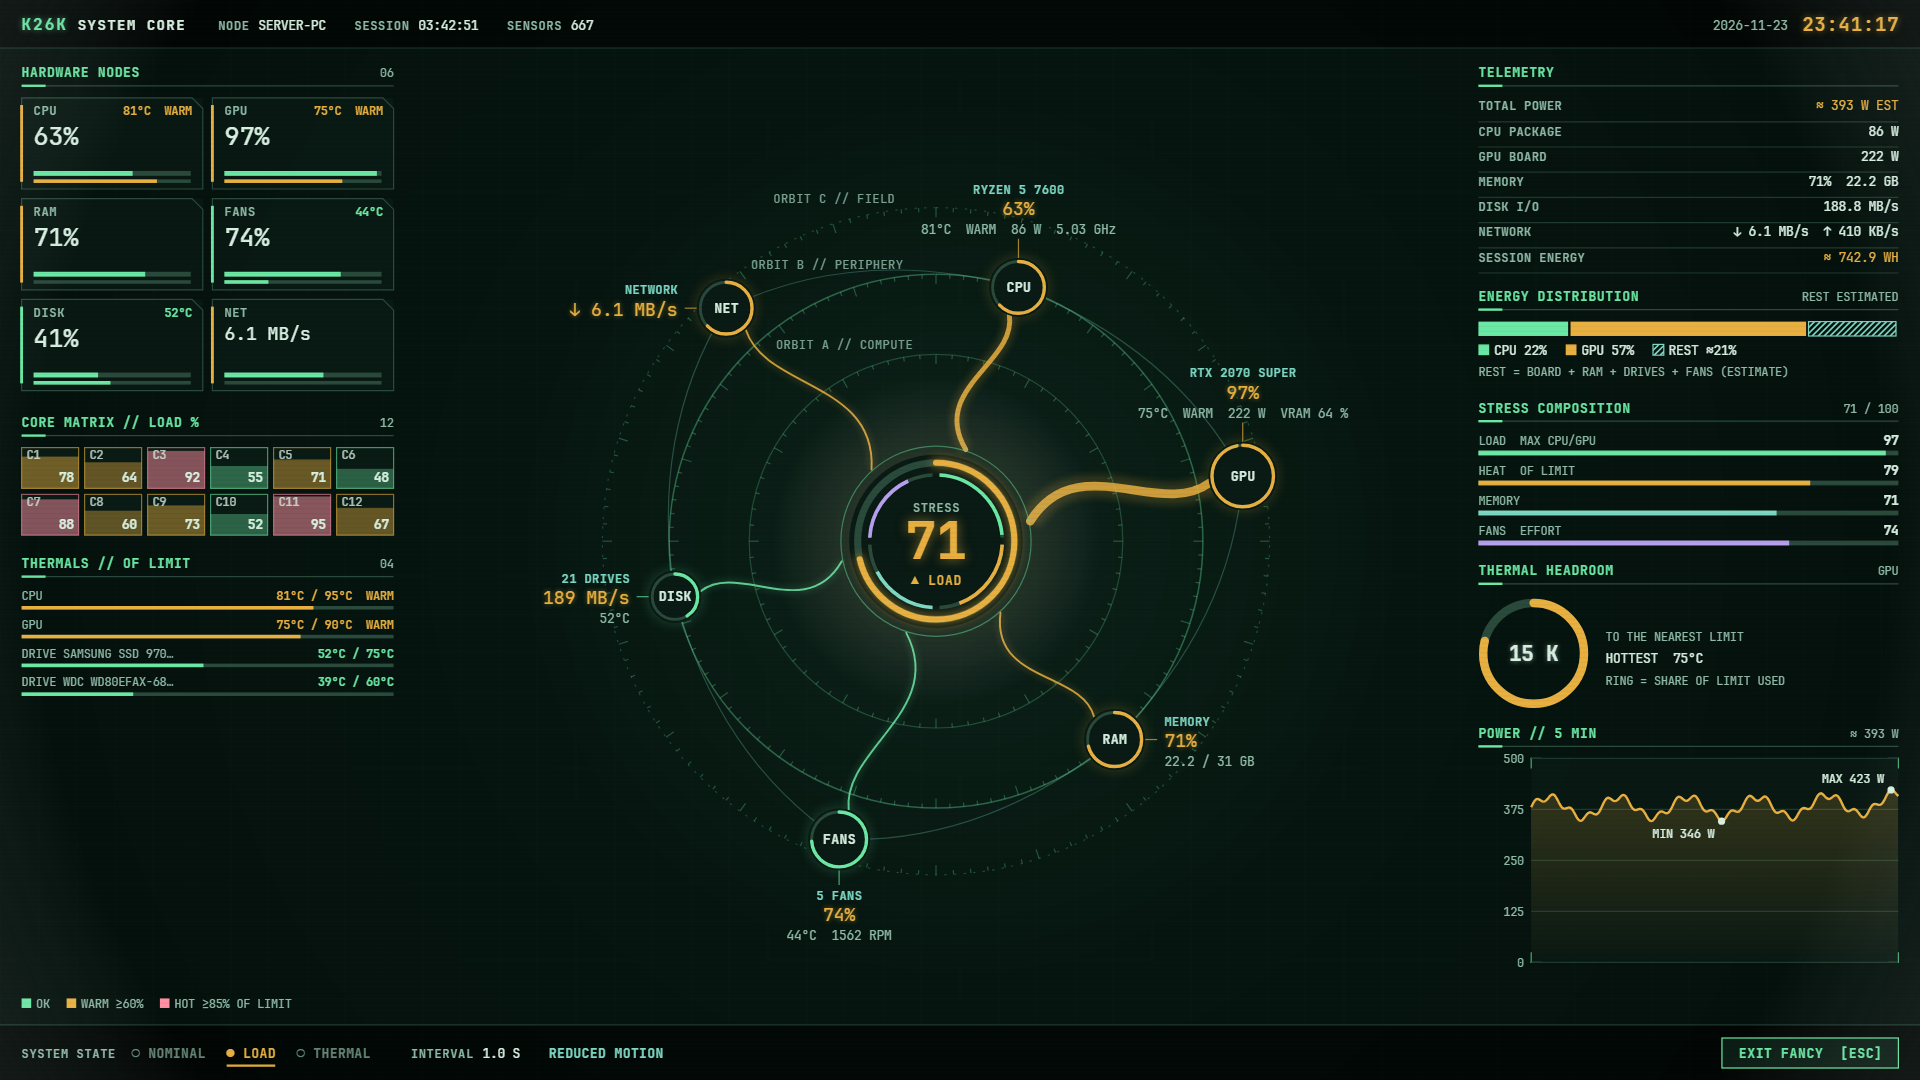 K26K SYSTEM CORE NODE SERVER-PC SESSION 03:42:51 SENSORS 667 2026-11-23 23:41:17
HARDWARE NODES 06
CPU 81°C WARM
63%
GPU 75°C WARM
97%
RAM
71%
FANS 44°C
74%
DISK 52°C
41%
NET
6.1 MB/s
CORE MATRIX // LOAD % 12
C1 78
C2 64
C3 92
C4 55
C5 71
C6 48
C7 88
C8 60
C9 73
C10 52
C11 95
C12 67
THERMALS // OF LIMIT 04
CPU 81°C / 95°C WARM
GPU 75°C / 90°C WARM
DRIVE SAMSUNG SSD 970… 52°C / 75°C
DRIVE WDC WD80EFAX-68… 39°C / 60°C
OK WARM ≥60% HOT ≥85% OF LIMIT
ORBIT C // FIELD
ORBIT B // PERIPHERY
ORBIT A // COMPUTE
RYZEN 5 7600
63%
81°C WARM 86 W 5.03 GHz
CPU
NETWORK
↓ 6.1 MB/s
NET
RTX 2070 SUPER
97%
75°C WARM 222 W VRAM 64 %
GPU
STRESS
71
▲ LOAD
21 DRIVES
189 MB/s
52°C
DISK
MEMORY
71%
22.2 / 31 GB
RAM
FANS
5 FANS
74%
44°C 1562 RPM
TELEMETRY
TOTAL POWER ≈ 393 W EST
CPU PACKAGE 86 W
GPU BOARD 222 W
MEMORY 71% 22.2 GB
DISK I/O 188.8 MB/s
NETWORK ↓ 6.1 MB/s ↑ 410 KB/s
SESSION ENERGY ≈ 742.9 WH
ENERGY DISTRIBUTION REST ESTIMATED
CPU 22% GPU 57% REST ≈21%
REST = BOARD + RAM + DRIVES + FANS (ESTIMATE)
STRESS COMPOSITION 71 / 100
LOAD MAX CPU/GPU 97
HEAT OF LIMIT 79
MEMORY 71
FANS EFFORT 74
THERMAL HEADROOM GPU
15 K
TO THE NEAREST LIMIT
HOTTEST 75°C
RING = SHARE OF LIMIT USED
POWER // 5 MIN ≈ 393 W
500
375
250
125
0
MAX 423 W
MIN 346 W
SYSTEM STATE NOMINAL LOAD THERMAL INTERVAL 1.0 S REDUCED MOTION EXIT FANCY [ESC]